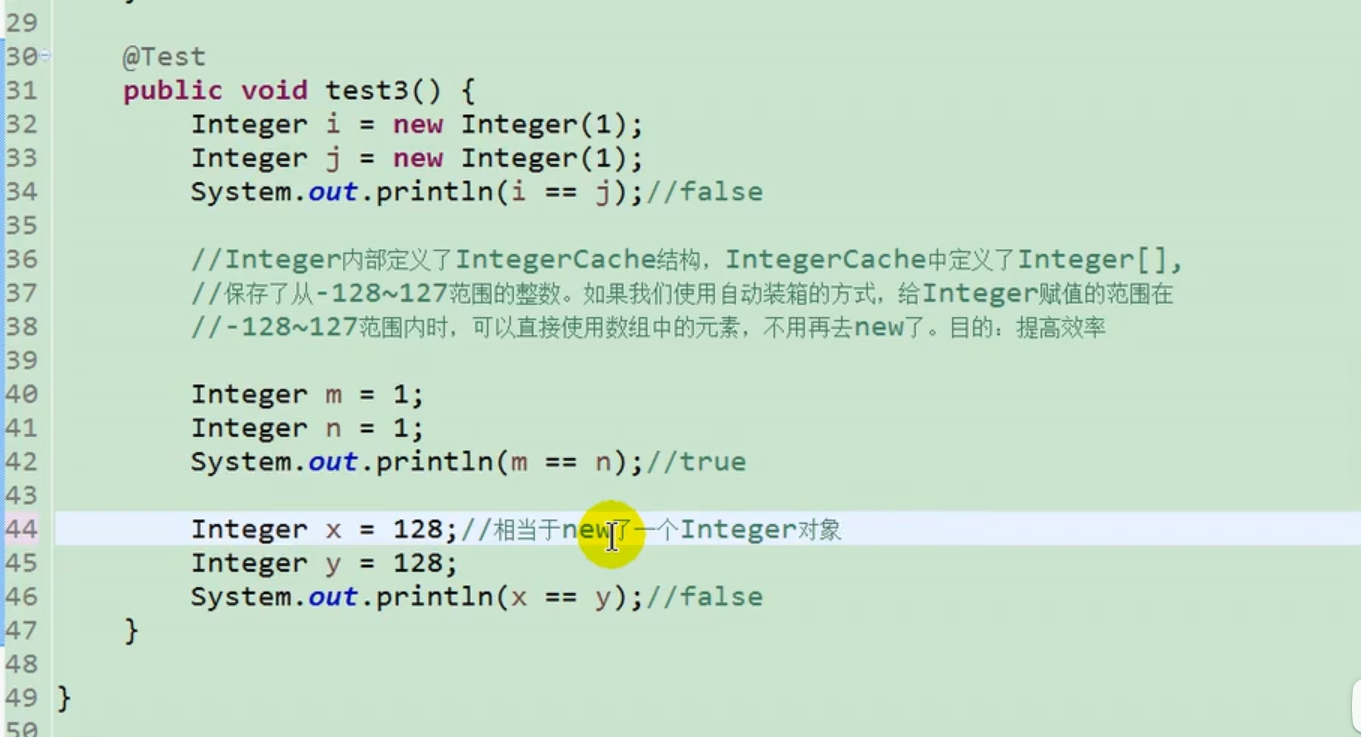 29
30 @Test
31 public void test3() {
32 Integer i = new Integer(1);
33 Integer j = new Integer(1);
34 System.out.println(i == j);//false
35
36 //Integer内部定义了IntegerCache结构，IntegerCache中定义了Integer[],
37 //保存了从-128~127范围的整数。如果我们使用自动装箱的方式，给Integer赋值的范围在
38 //-128~127范围内时，可以直接使用数组中的元素，不用再去new了。目的：提高效率
39
40 Integer m = 1;
41 Integer n = 1;
42 System.out.println(m == n);//true
43
44 Integer x = 128;//相当于new了一个Integer对象
45 Integer y = 128;
46 System.out.println(x == y);//false
47 }
48
49 }
50